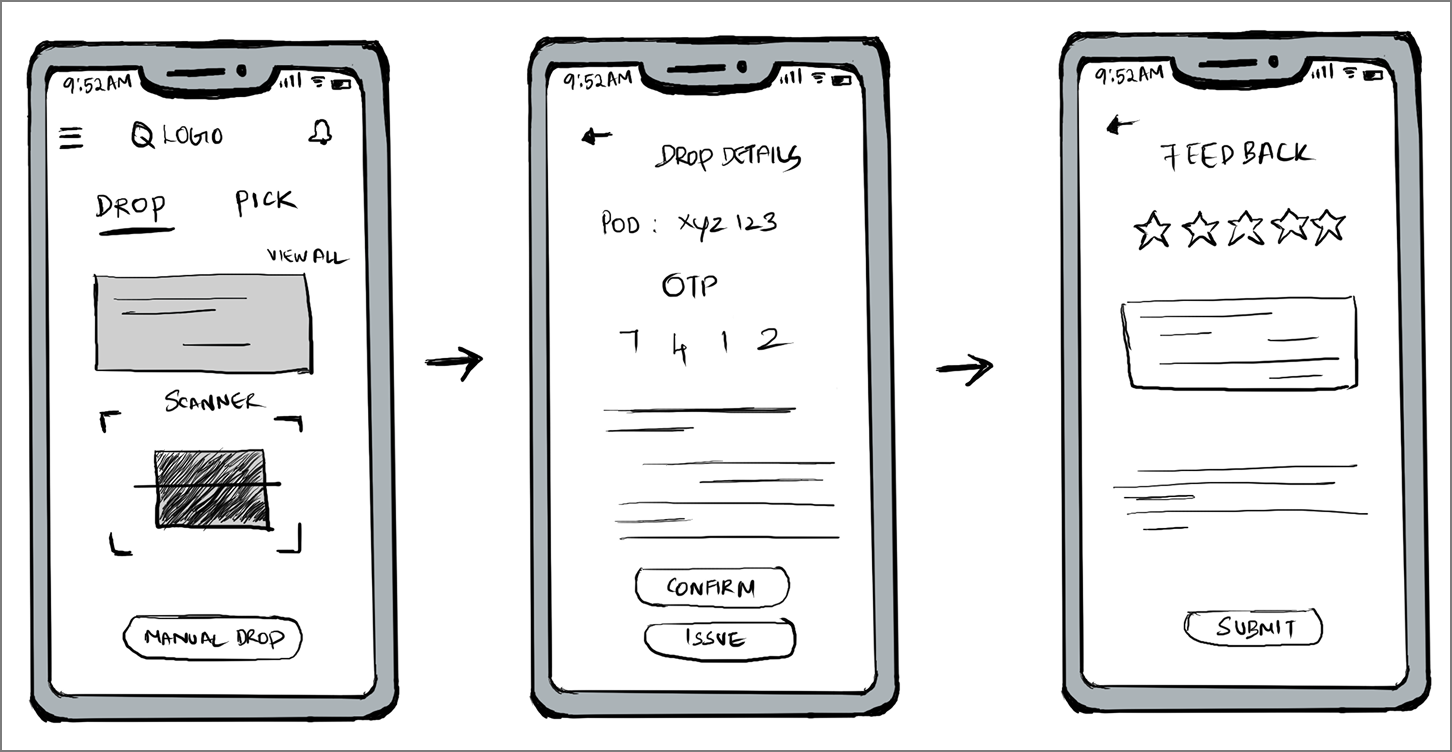 9:52AM
Q LOGIO
DROP PICK
VIEW ALL
SCANNER
MANUAL DROP
9:52AM
DROP DETAILS
POD : xyz 123
OTP
7 4 1 2
CONFIRM
ISSUE
9:52AM
FEEDBACK
SUBMIT